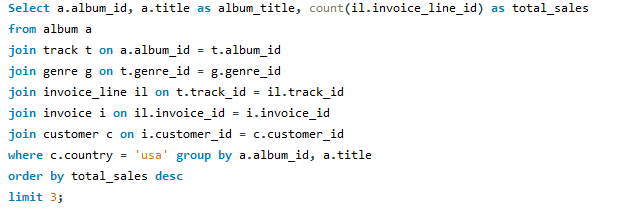 Select a.album_id, a.title as album_title, count(il.invoice_line_id) as total_sales
from album a
join track t on a.album_id = t.album_id
join genre g on t.genre_id = g.genre_id
join invoice_line il on t.track_id = il.track_id
join invoice i on il.invoice_id = i.invoice_id
join customer c on i.customer_id = c.customer_id
where c.country = 'usa' group by a.album_id, a.title
order by total_sales desc
limit 3;